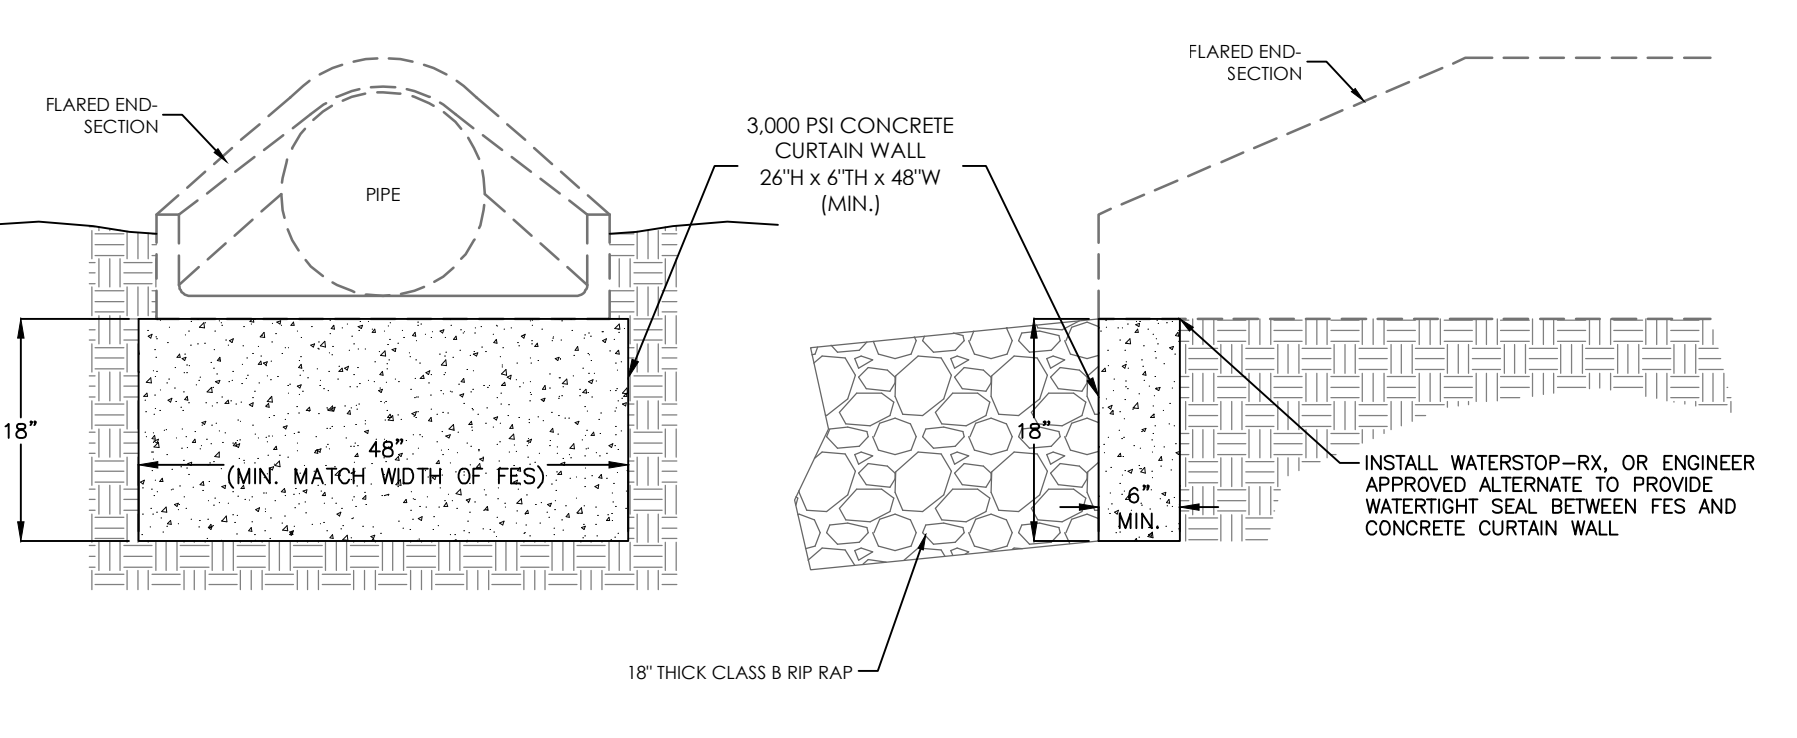 FLARED END-
SECTION
PIPE
3,000 PSI CONCRETE
CURTAIN WALL
26"H x 6"TH x 48"W
(MIN.)
FLARED END-
SECTION
18”
48”
(MIN. MATCH WIDTH OF FES)
18”
6”
MIN.
INSTALL WATERSTOP-RX, OR ENGINEER
APPROVED ALTERNATE TO PROVIDE
WATERTIGHT SEAL BETWEEN FES AND
CONCRETE CURTAIN WALL
18" THICK CLASS B RIP RAP